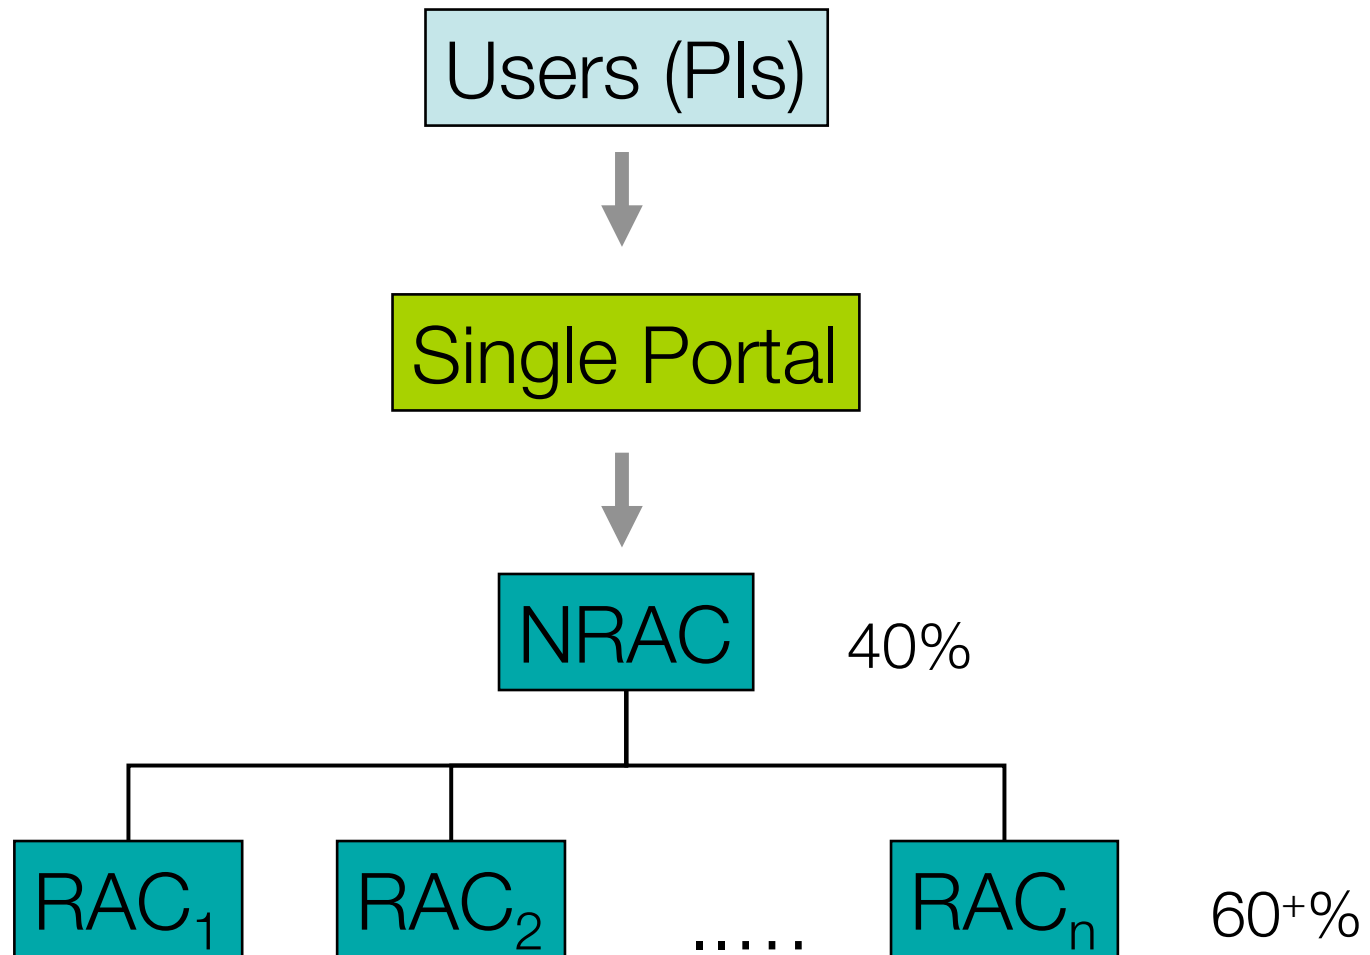 Users (PIs)
Single Portal
NRAC 40%
RAC₁ RAC₂ ..... RACₙ 60⁺%